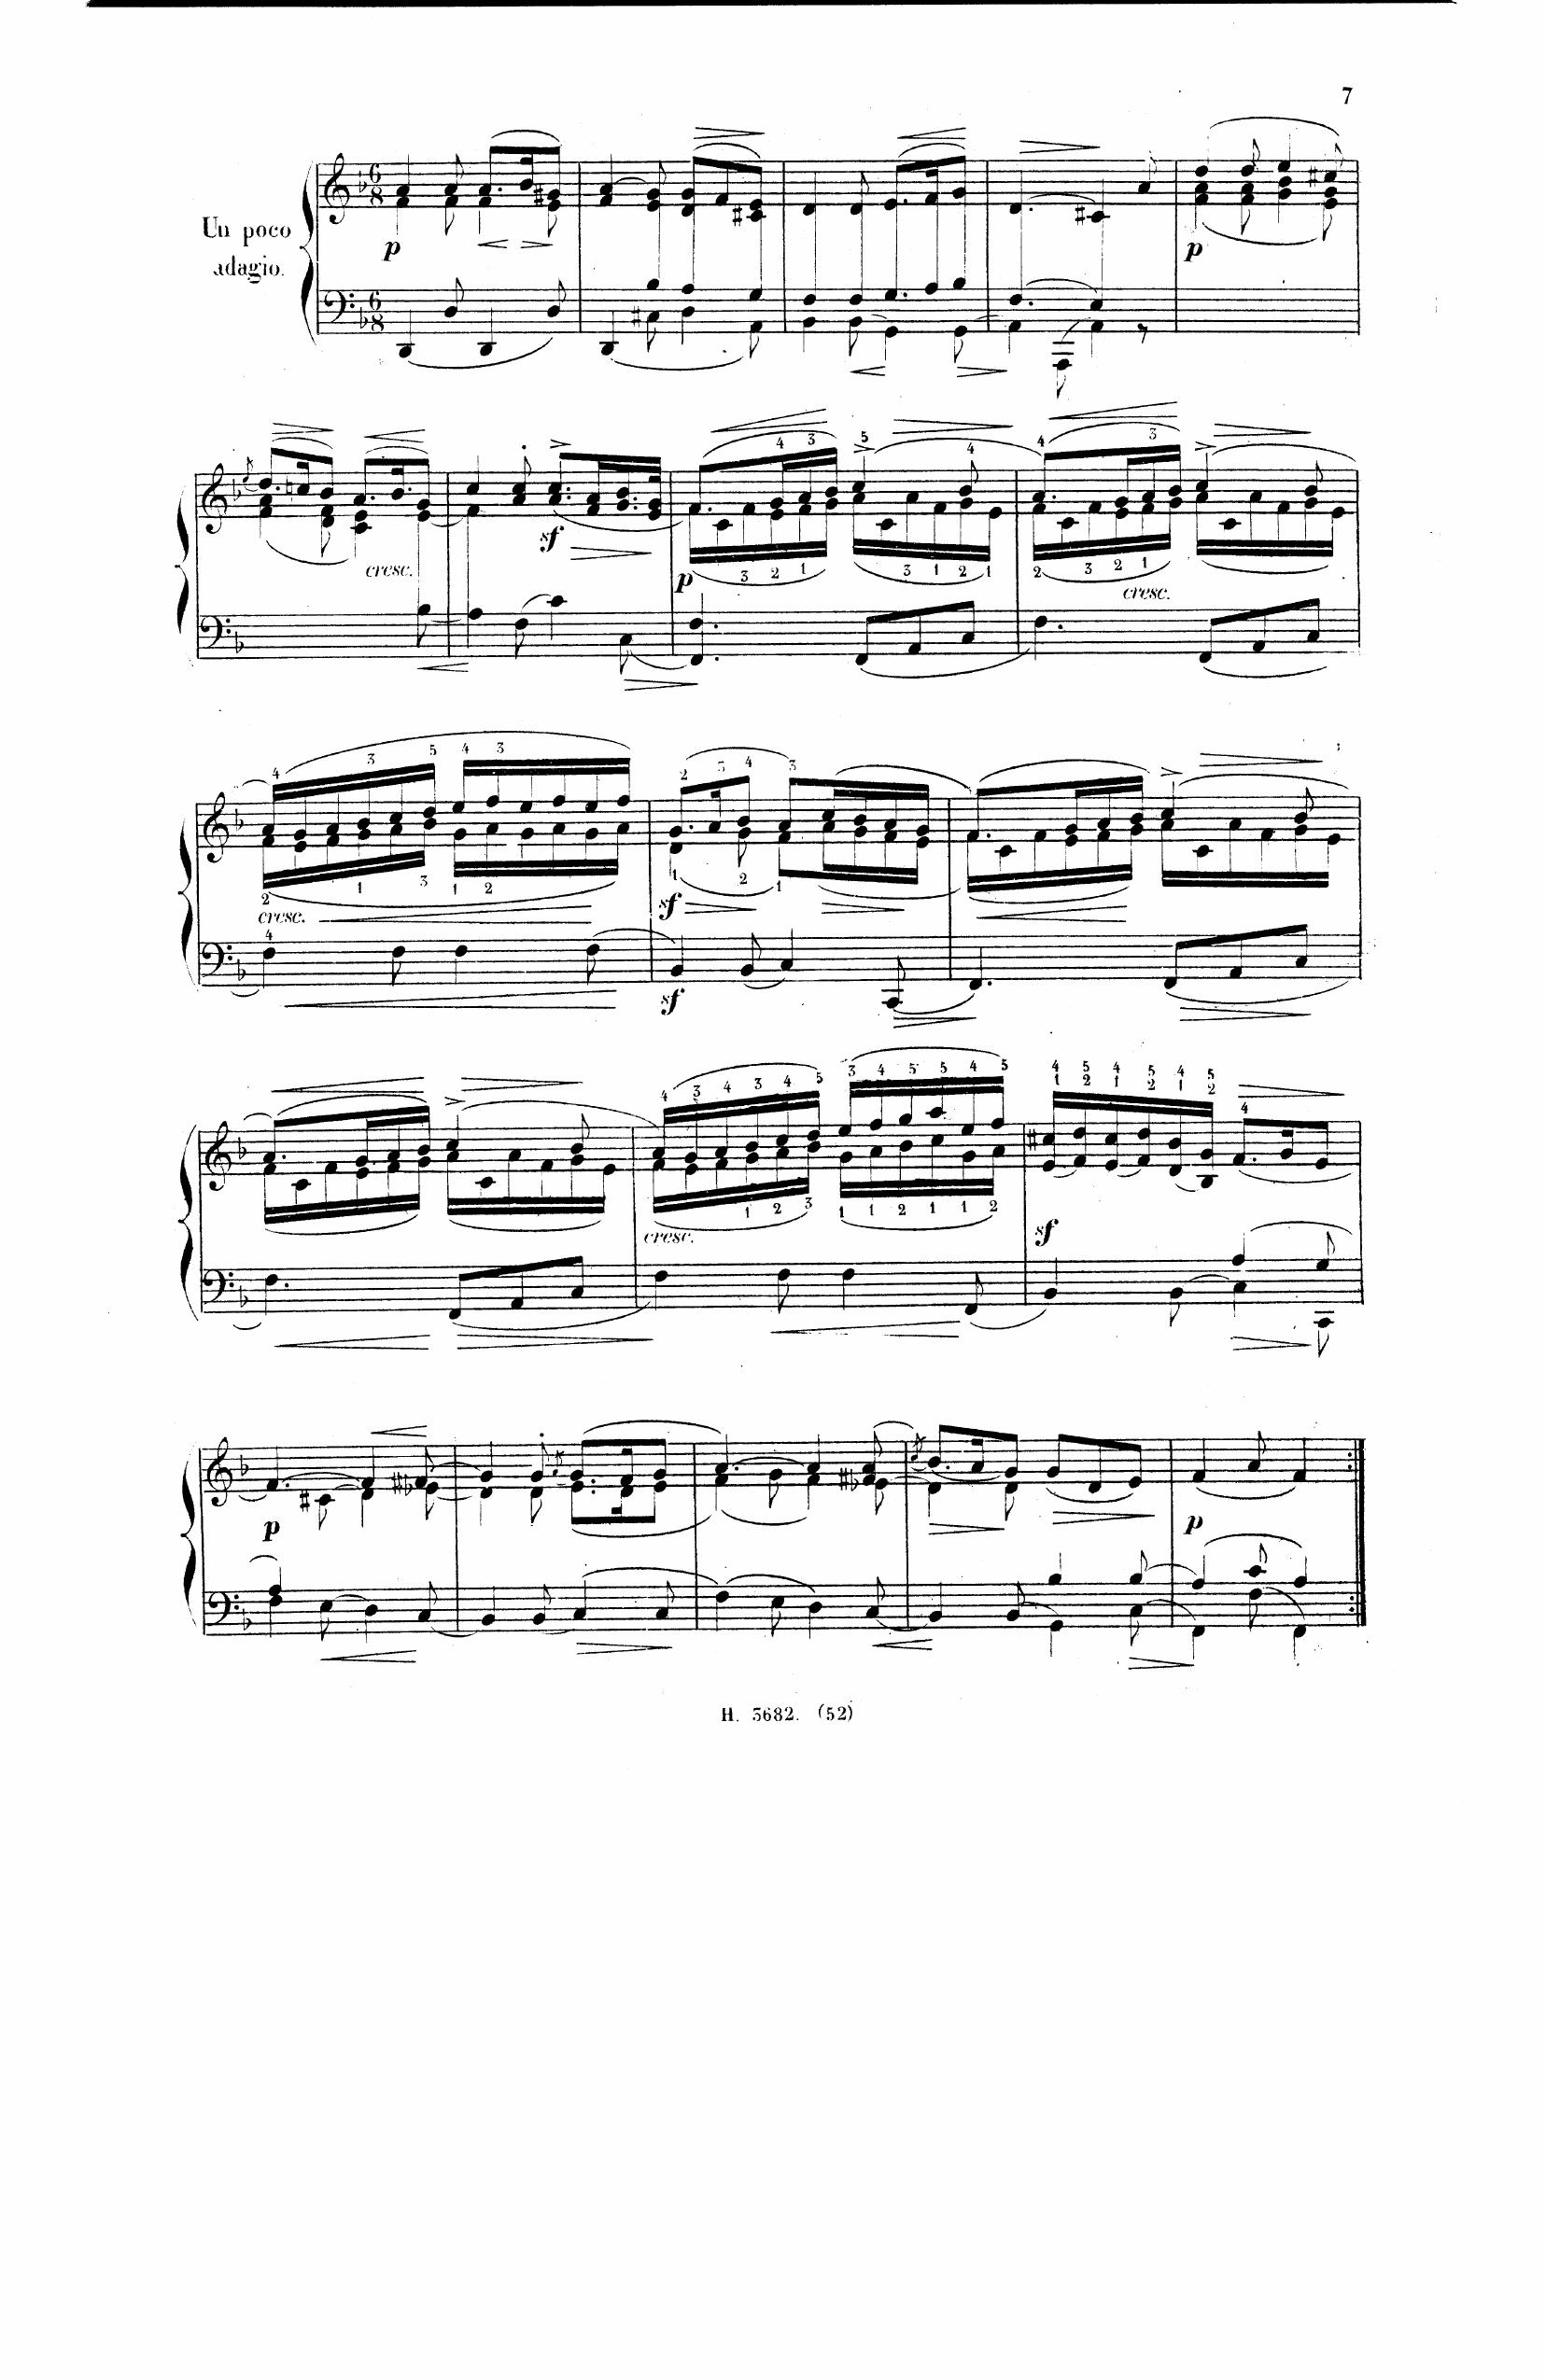 7
Un poco
adagio.
6
8
6
8
p
p
cresc.
sf
4 3
5
4
4
3
p
3 2 1
3 1 2 1
2 3 2 1
cresc.
4 3 5 4 3
2 3 4 3
2 1 3 1 2
1 2 1
cresc.
sf
4
sf
4 3 4 3 4 5 3 4 5 5 4 5
4 5 4 5 4 5
1 2 1 2 1 2
4
1 2 3 1 1 2 1 1 2
cresc.
sf
p
p
H. 3682. (52)